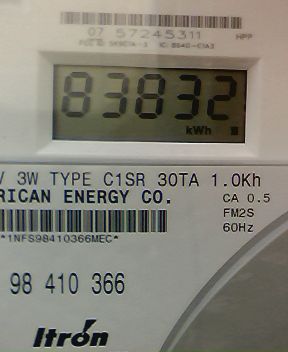 07 57245311 HPP
83832
kWh
V 3W TYPE C1SR 30TA 1.0Kh
RICAN ENERGY CO. CA 0.5
FM2S
60Hz
*1NFS98410366MEC*
98 410 366
Itron